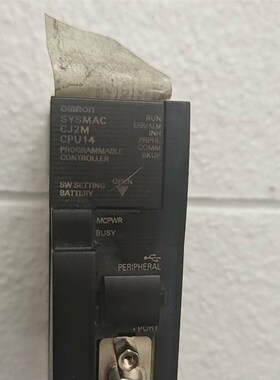 OMRON
SYSMAC
CJ2M
CPU14
PROGRAMMABLE
CONTROLLER
RUN
ERR/ALM
INH
PRPHL
COMM
BKUP
SW SETTING
BATTERY
OPEN
MCPWR
BUSY
PERIPHERAL
PORT